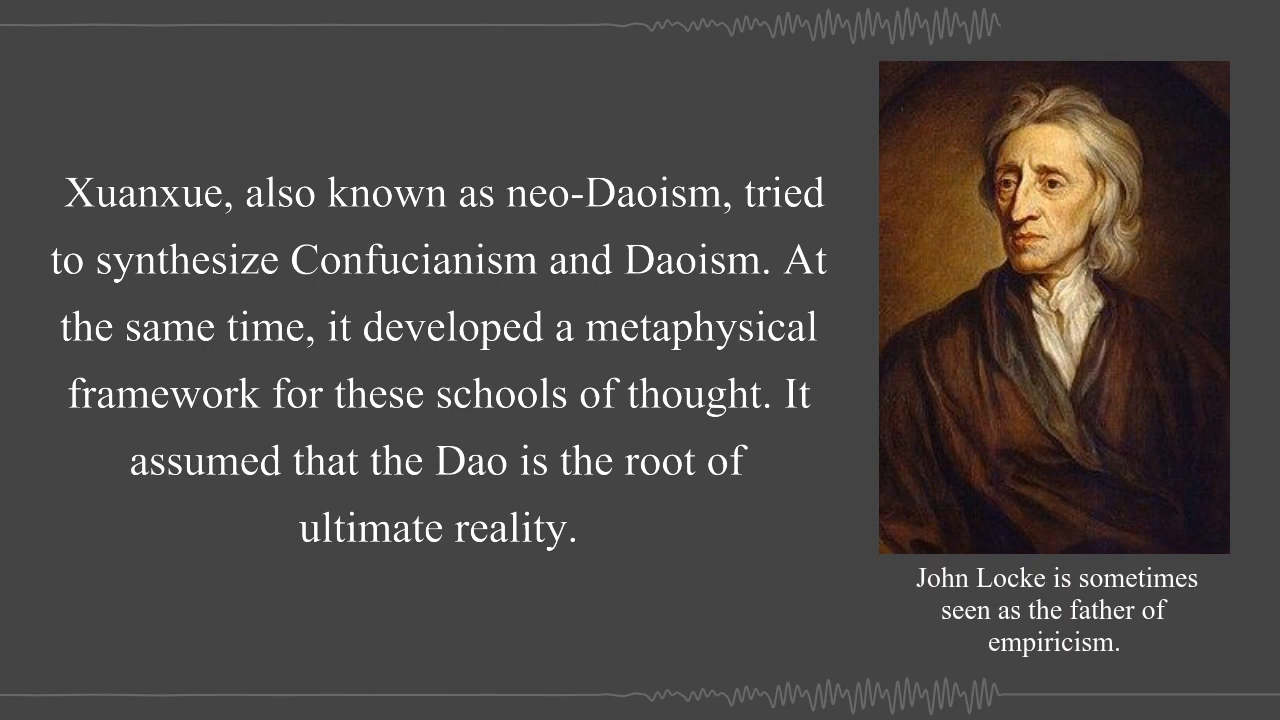 Xuanxue, also known as neo-Daoism, tried
to synthesize Confucianism and Daoism. At
the same time, it developed a metaphysical
framework for these schools of thought. It
assumed that the Dao is the root of
ultimate reality.
John Locke is sometimes
seen as the father of
empiricism.